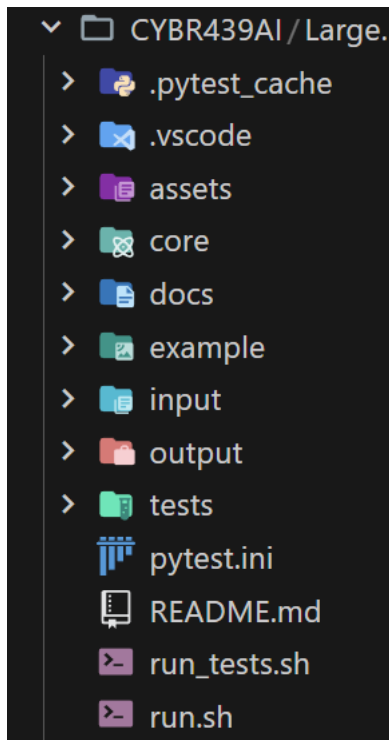 CYBR439AI / Large.
.pytest_cache
.vscode
assets
core
docs
example
input
output
tests
pytest.ini
README.md
run_tests.sh
run.sh